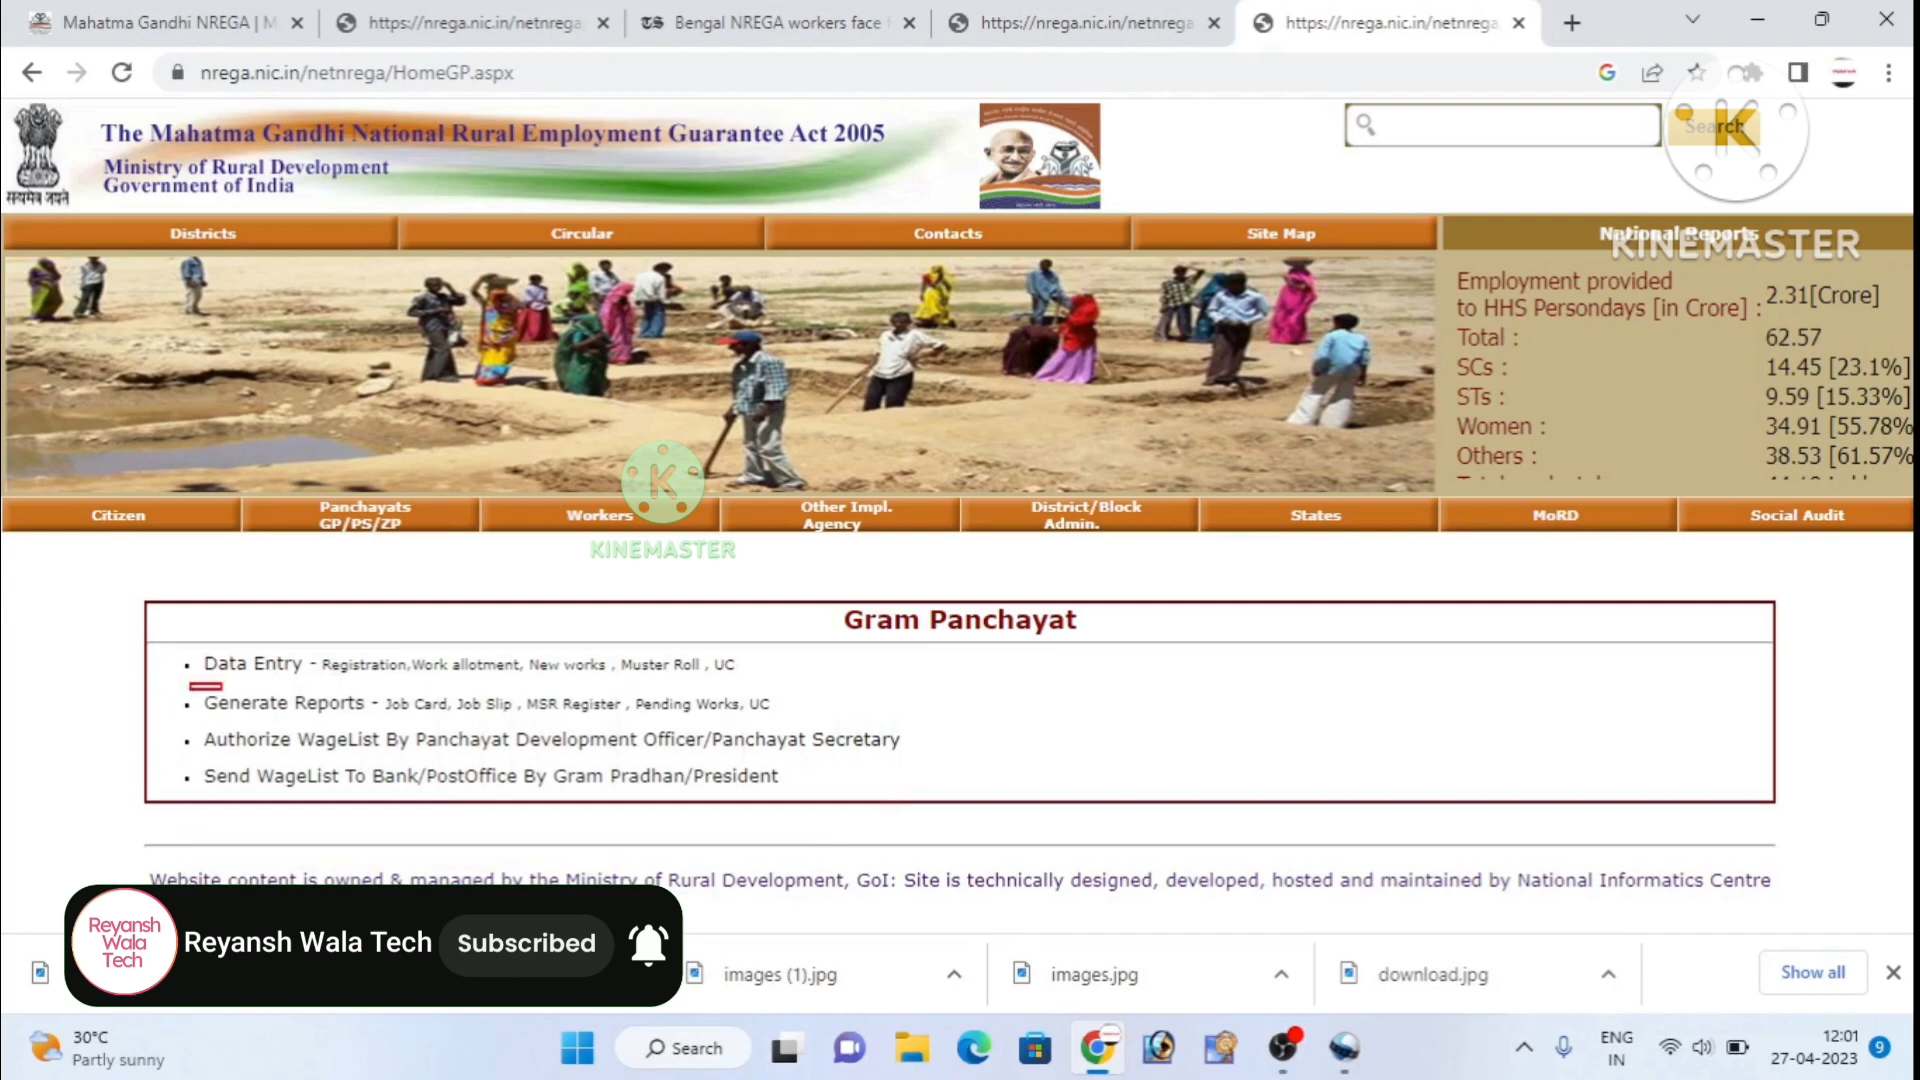 Mahatma Gandhi NREGA | M
https://nrega.nic.in/netnrega
Bengal NREGA workers face
https://nrega.nic.in/netnrega
https://nrega.nic.in/netnrega
nrega.nic.in/netnrega/HomeGP.aspx
The Mahatma Gandhi National Rural Employment Guarantee Act 2005
Ministry of Rural Development
Government of India
सत्यमेव जयते
Search
K
KINEMASTER
Districts
Circular
Contacts
Site Map
National Reports
Employment provided
to HHS Persondays [in Crore] : 2.31[Crore]
Total : 62.57
SCs : 14.45 [23.1%]
STs : 9.59 [15.33%]
Women : 34.91 [55.78%
Others : 38.53 [61.57%
Citizen
Panchayats
GP/PS/ZP
Workers
Other Impl.
Agency
District/Block
Admin.
States
MoRD
Social Audit
K
KINEMASTER
Gram Panchayat
Data Entry - Registration,Work allotment, New works , Muster Roll , UC
Generate Reports - Job Card, Job Slip , MSR Register , Pending Works, UC
Authorize WageList By Panchayat Development Officer/Panchayat Secretary
Send WageList To Bank/PostOffice By Gram Pradhan/President
Website content is owned & managed by the Ministry of Rural Development, GoI: Site is technically designed, developed, hosted and maintained by National Informatics Centre
Reyansh
Wala
Tech
Reyansh Wala Tech
Subscribed
images (1).jpg
images.jpg
download.jpg
Show all
30°C
Partly sunny
Search
ENG
IN
12:01
27-04-2023
9